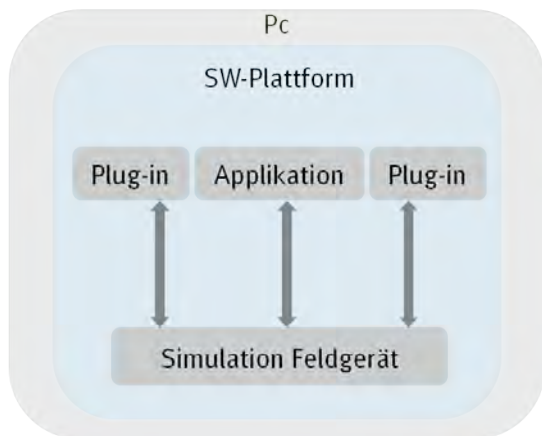 Pc
SW-Plattform
Plug-in Applikation Plug-in
Simulation Feldgerät